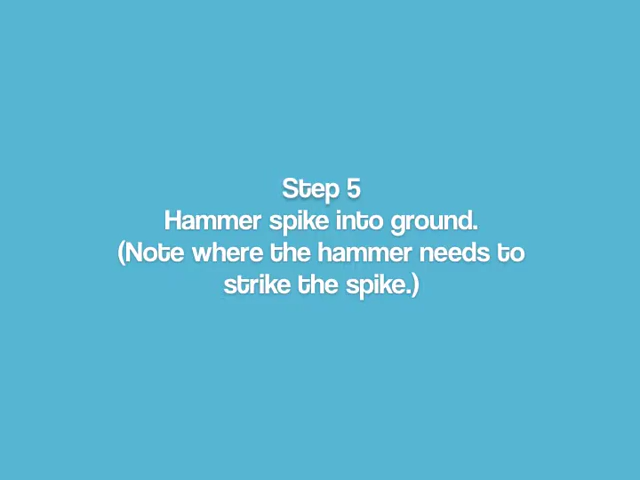 Step 5
Hammer spike into ground.
(Note where the hammer needs to
strike the spike.)